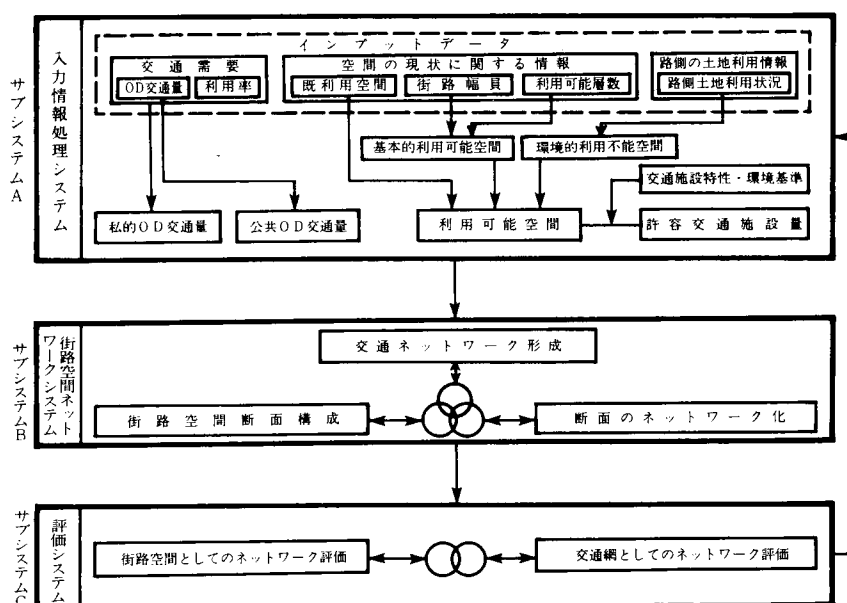 サブシステムA
入力情報処理システム
インプットデータ
交通需要
OD交通量
利用率
空間の現状に関する情報
既利用空間
街路幅員
利用可能層数
路側の土地利用情報
路側土地利用状況
基本的利用可能空間
環境的利用不能空間
交通施設特性・環境基準
私的OD交通量
公共OD交通量
利用可能空間
許容交通施設量
サブシステムB
街路空間ネット
ワークシステム
交通ネットワーク形成
街路空間断面構成
断面のネットワーク化
サブシステムC
評価システム
街路空間としてのネットワーク評価
交通網としてのネットワーク評価